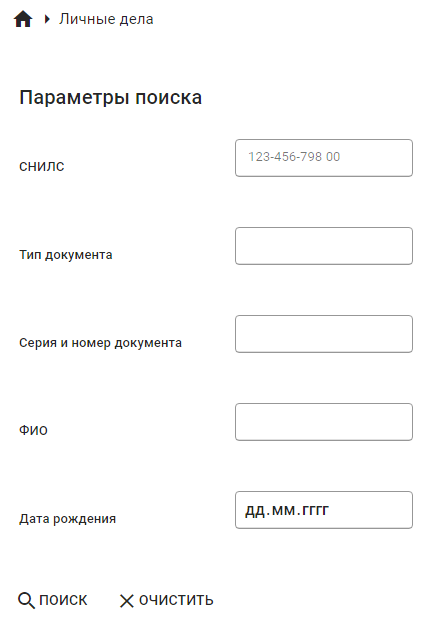 Личные дела
Параметры поиска
СНИЛС
123-456-798 00
Тип документа
Серия и номер документа
ФИО
Дата рождения
дд.мм.гггг
ПОИСК
ОЧИСТИТЬ